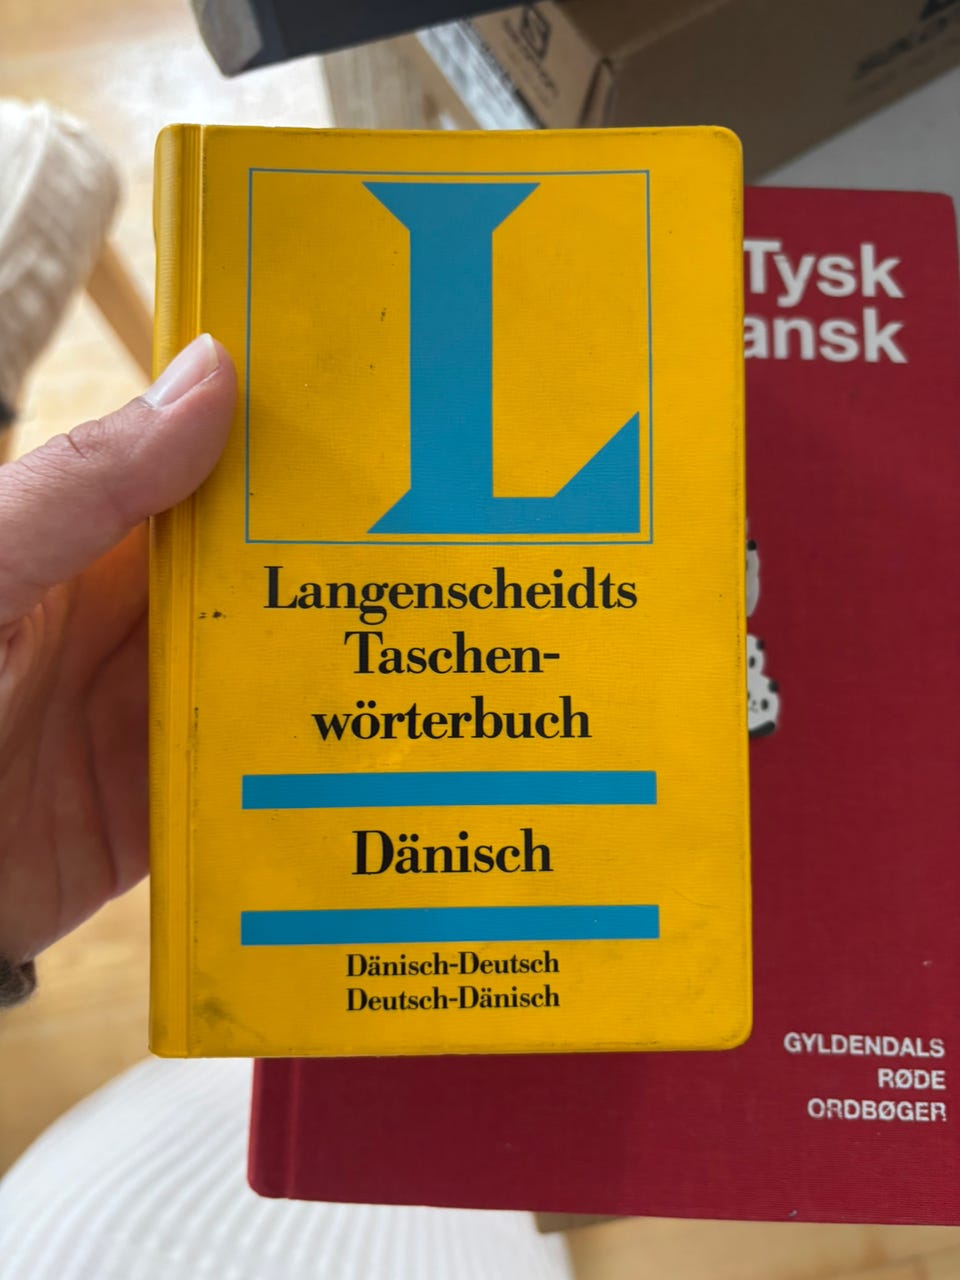 L
Langenscheidts
Taschen-
wörterbuch
Dänisch
Dänisch-Deutsch
Deutsch-Dänisch
Tysk
ansk
GYLDENDALS
RØDE
ORDBØGER